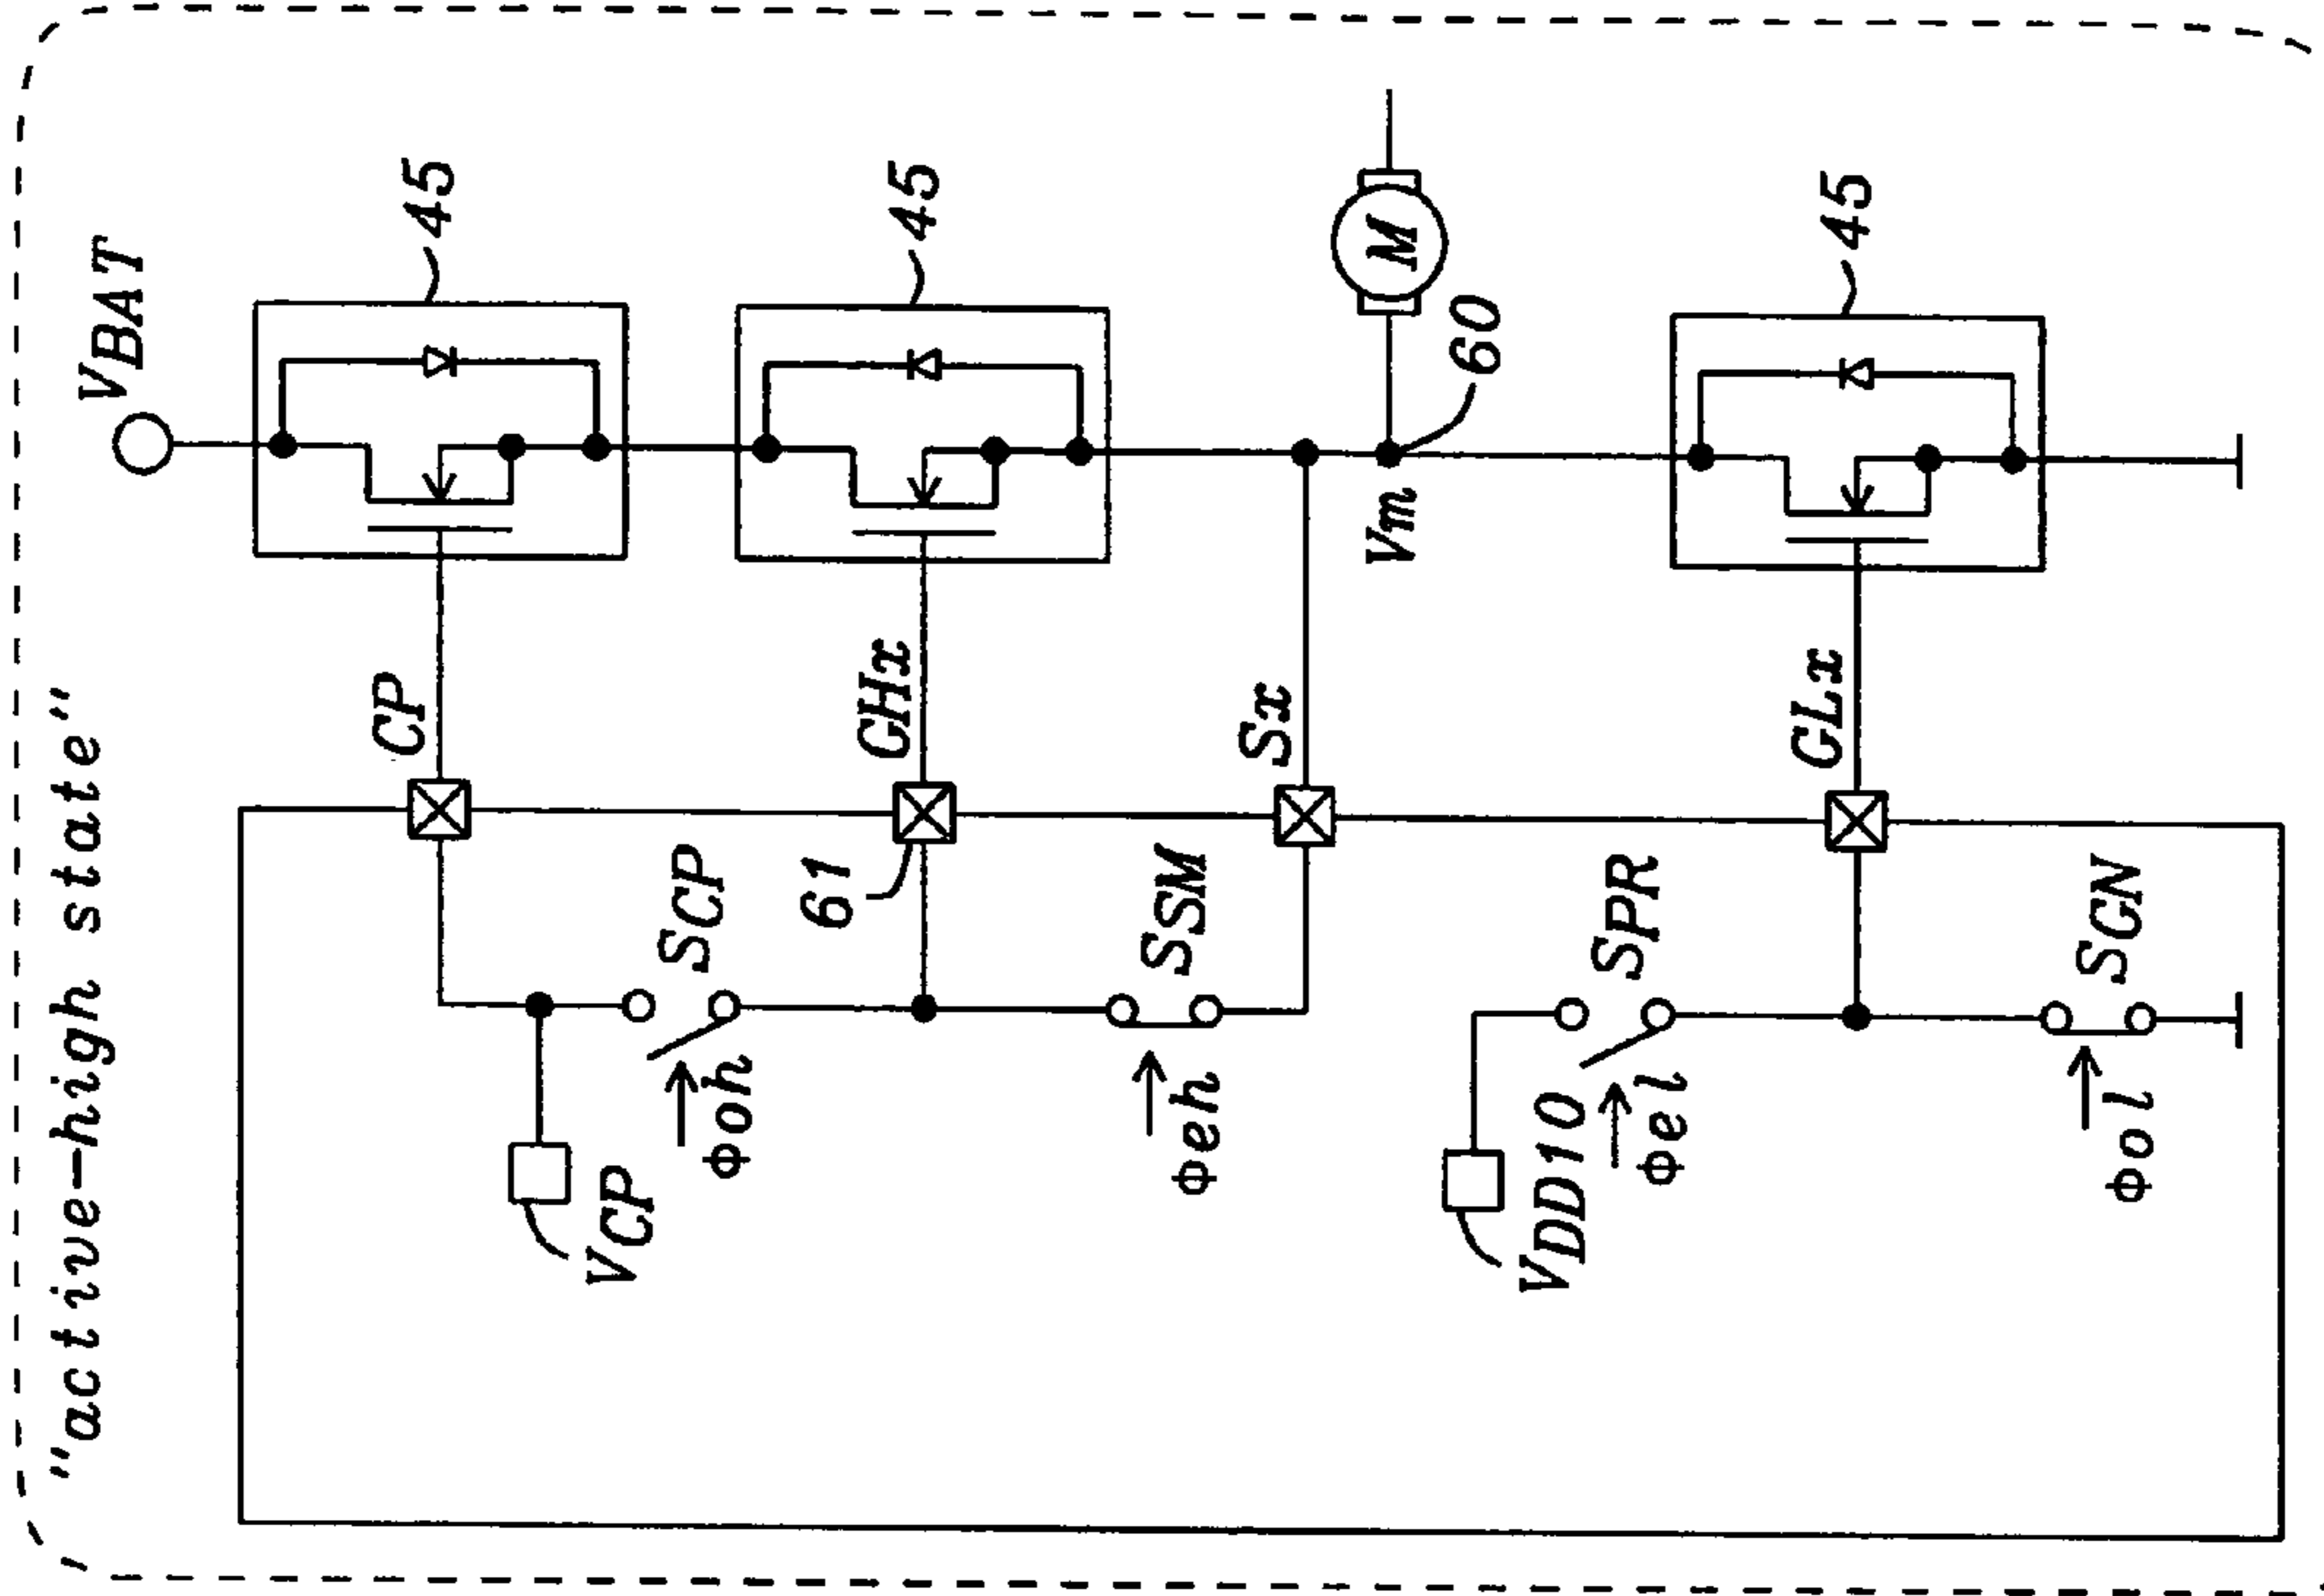 "active-high state"
VBAT
45
45
45
CP
GHx
Sx
GLx
M
60
Vm
61
SCP
SSM
SPR
SGN
Φoh
Φeh
Φel
Φol
VCP
VDD10